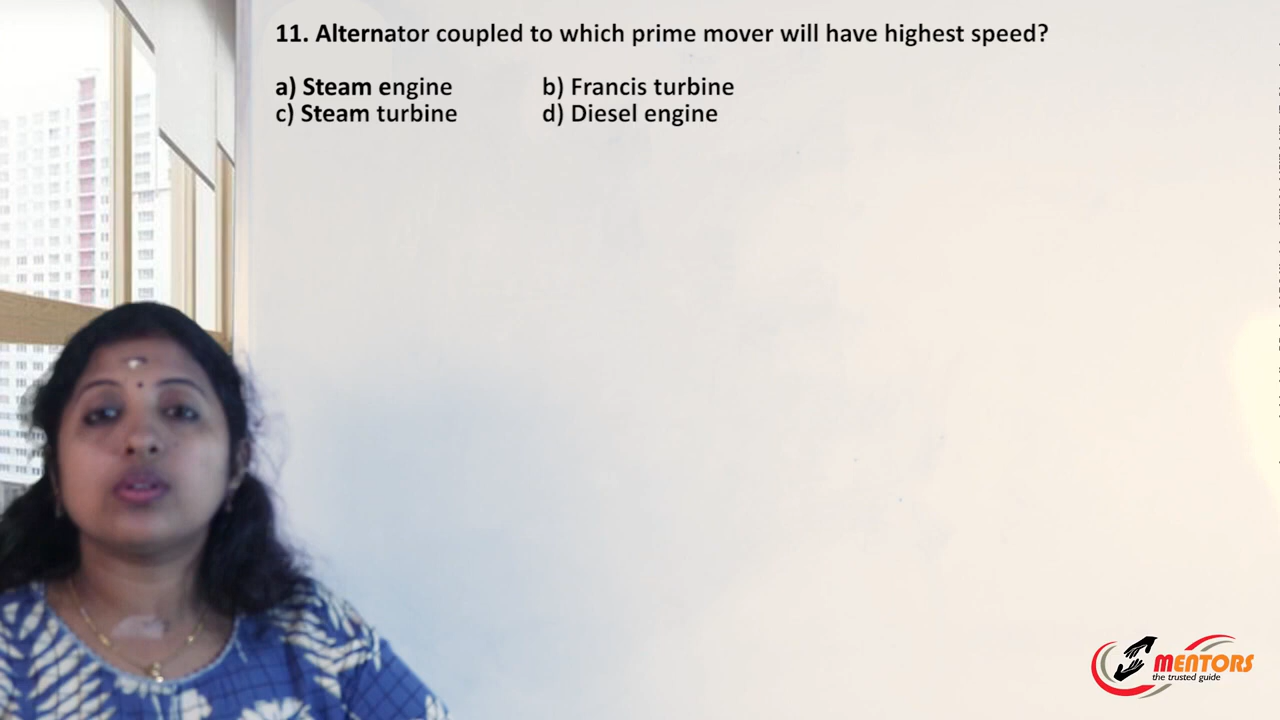 11. Alternator coupled to which prime mover will have highest speed?
a) Steam engine b) Francis turbine
c) Steam turbine d) Diesel engine
MENTORS
the trusted guide